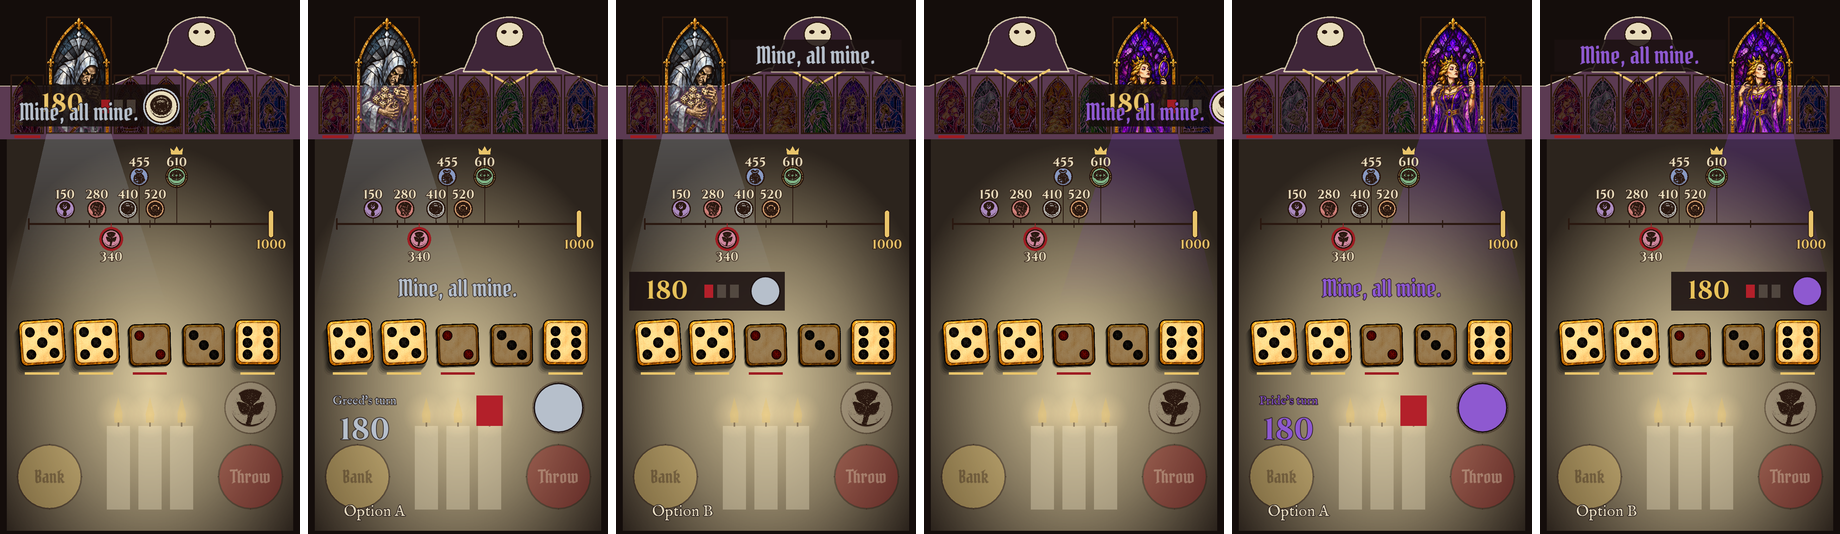 180
Mine, all mine.
455 610
150 280 410 520
1000
340
Bank Throw
455 610
150 280 410 520
1000
340
Mine, all mine.
Greed's turn
180
Bank Throw
Option A
Mine, all mine.
455 610
150 280 410 520
1000
340
180
Bank Throw
Option B
180
Mine, all mine.
455 610
150 280 410 520
1000
340
Bank Throw
455 610
150 280 410 520
1000
340
Mine, all mine.
Pride's turn
180
Bank Throw
Option A
Mine, all mine.
455 610
150 280 410 520
1000
340
180
Bank Throw
Option B